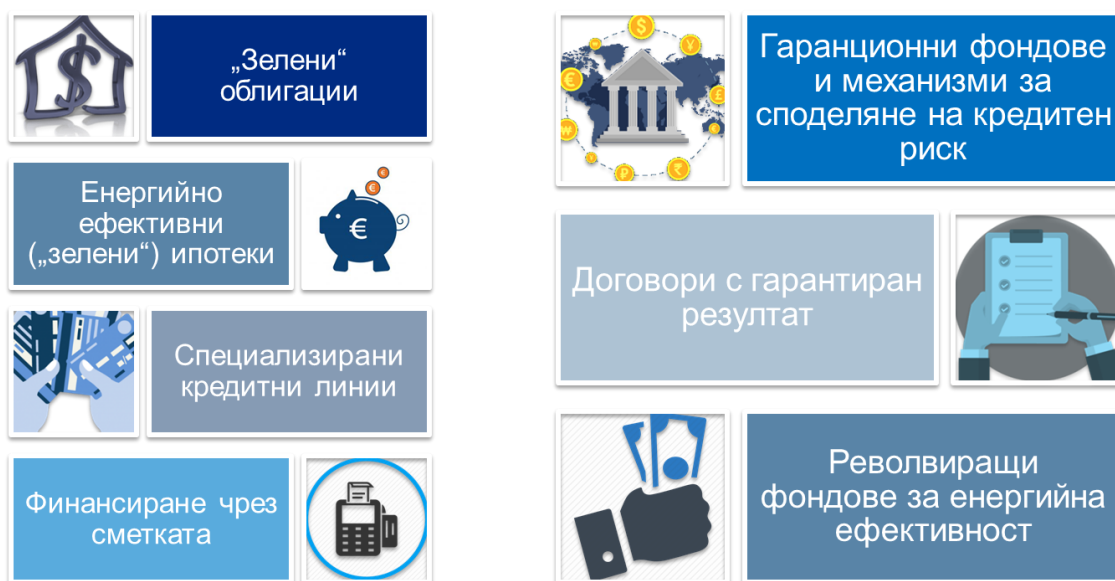 „Зелени“
облигации
Енергийно
ефективни
(„зелени“) ипотеки
Специализирани
кредитни линии
Финансиране чрез
сметката
Гаранционни фондове
и механизми за
споделяне на кредитен
риск
Договори с гарантиран
резултат
Револвиращи
фондове за енергийна
ефективност